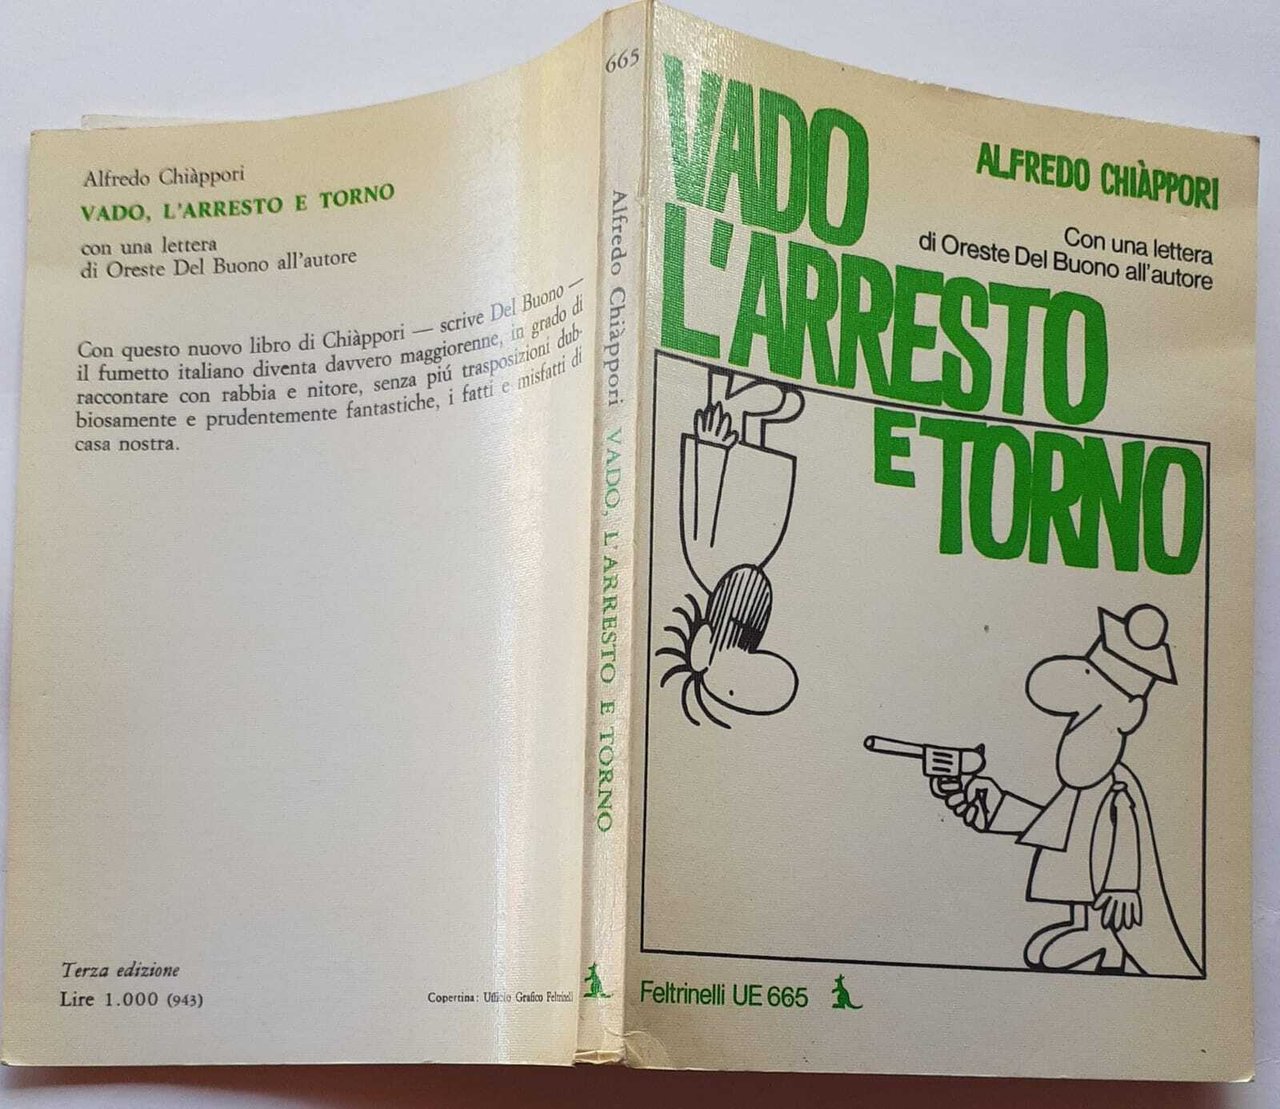 Alfredo Chiàppori
VADO, L'ARRESTO E TORNO
con una lettera
di Oreste Del Buono all'autore
Con questo nuovo libro di Chiàppori — scrive Del Buono —
il fumetto italiano diventa davvero maggiorenne, in grado di
raccontare con rabbia e nitore, senza piú trasposizioni dub-
biosamente e prudentemente fantastiche, i fatti e misfatti di
casa nostra.
Terza edizione
Lire 1.000 (943)
Copertina: Ufficio Grafico Feltrinelli
665
Alfredo Chiàppori VADO, L'ARRESTO E TORNO
VADO
L'ARRESTO
E TORNO
ALFREDO CHIÀPPORI
Con una lettera
di Oreste Del Buono all'autore
Feltrinelli UE 665